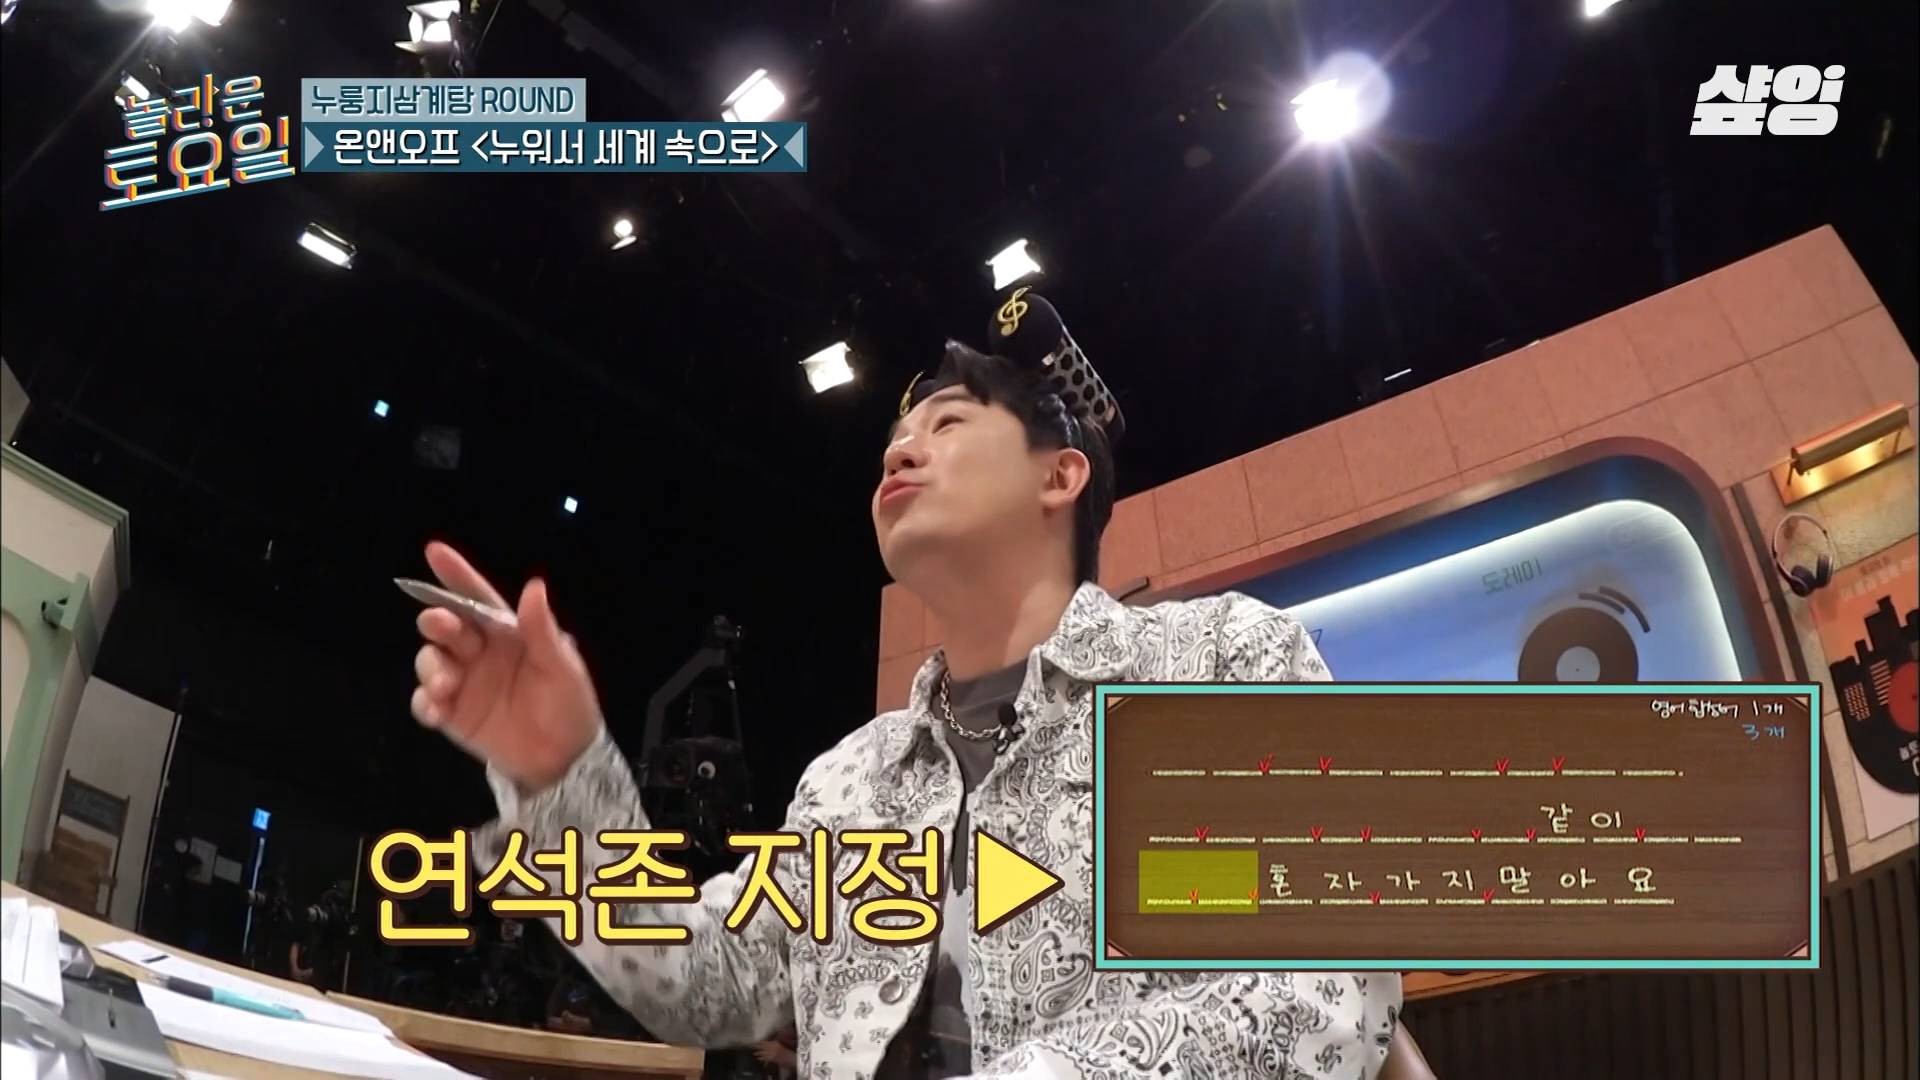 놀라운
토요일
누룽지삼계탕 ROUND
온앤오프 <누워서 세계 속으로>
샾잉
도레미
영어 합성어 1개
3개
같이
혼자가지말아요
연석존 지정▶